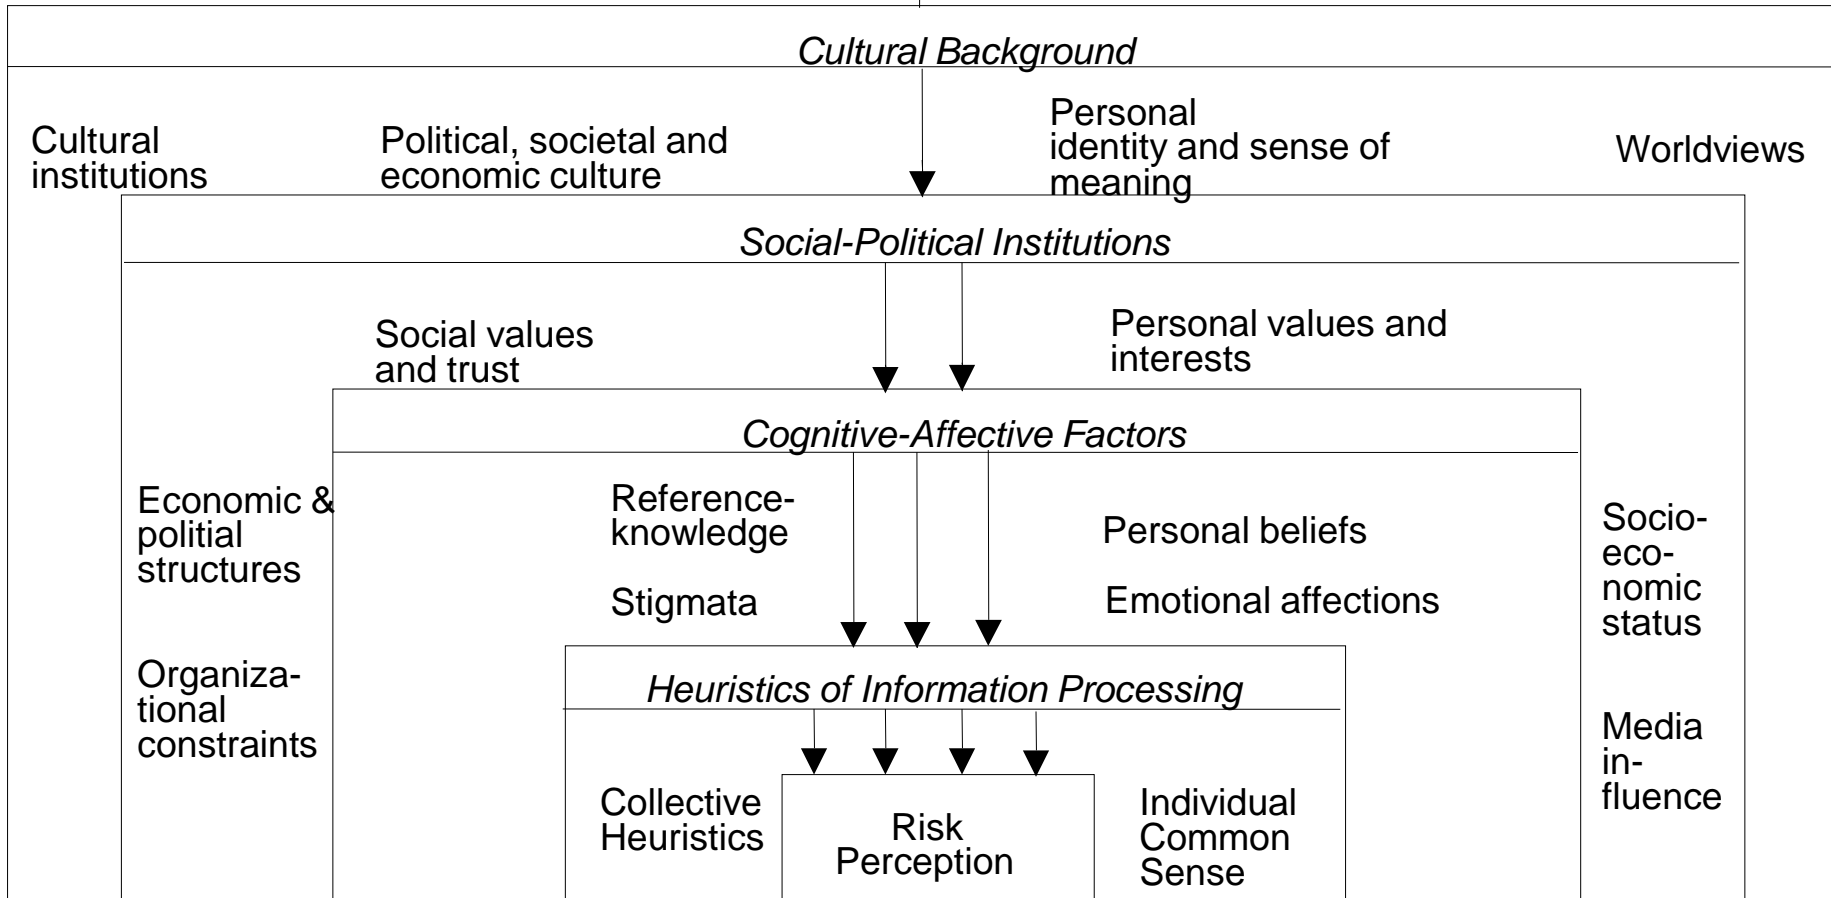 Cultural Background
Cultural
institutions
Political, societal and
economic culture
Personal
identity and sense of
meaning
Worldviews
Social-Political Institutions
Social values
and trust
Personal values and
interests
Cognitive-Affective Factors
Economic &
politial
structures
Reference-
knowledge
Personal beliefs
Socio-
eco-
nomic
status
Stigmata
Emotional affections
Heuristics of Information Processing
Organiza-
tional
constraints
Media
in-
fluence
Collective
Heuristics
Risk
Perception
Individual
Common
Sense